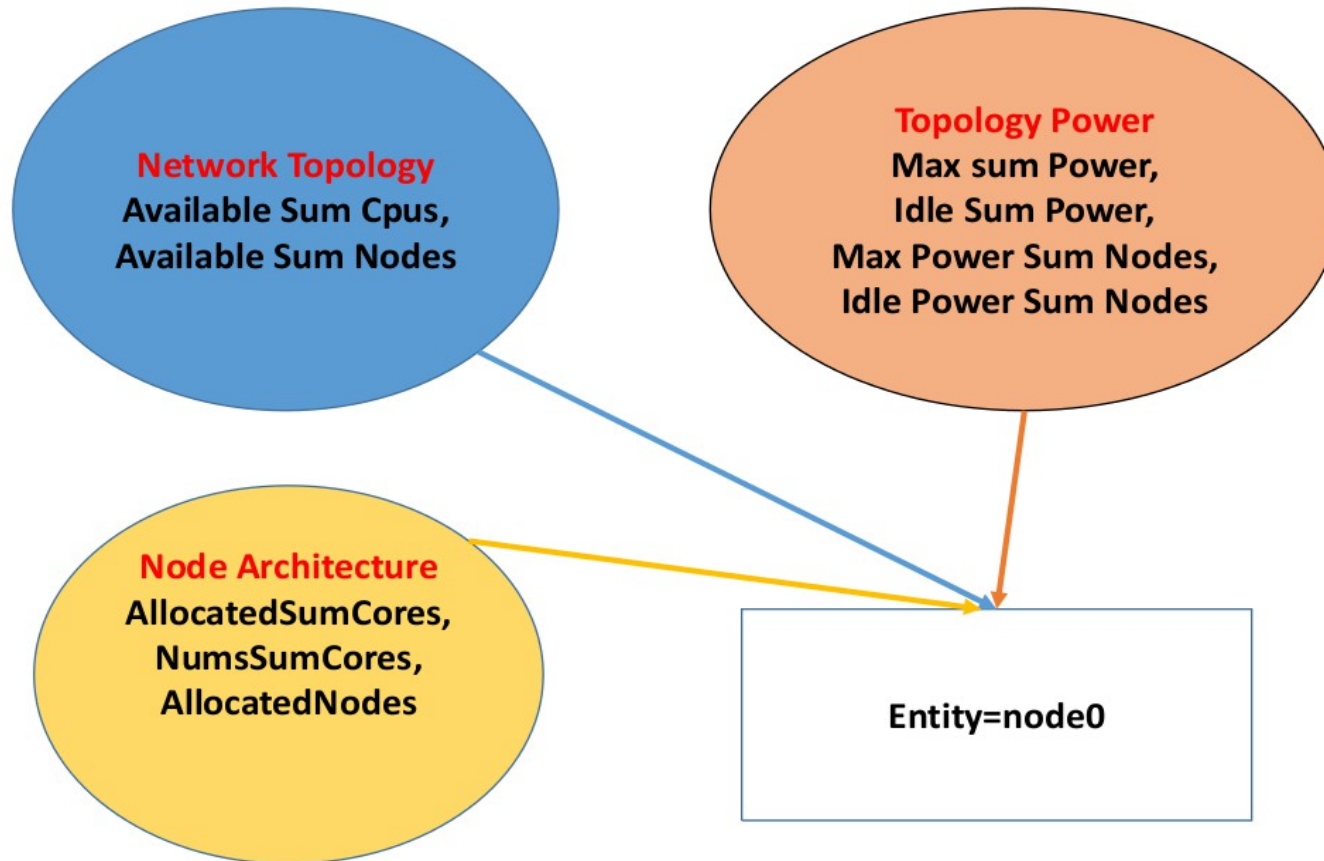 Network Topology
Available Sum Cpus,
Available Sum Nodes
Topology Power
Max sum Power,
Idle Sum Power,
Max Power Sum Nodes,
Idle Power Sum Nodes
Node Architecture
AllocatedSumCores,
NumsSumCores,
AllocatedNodes
Entity=node0